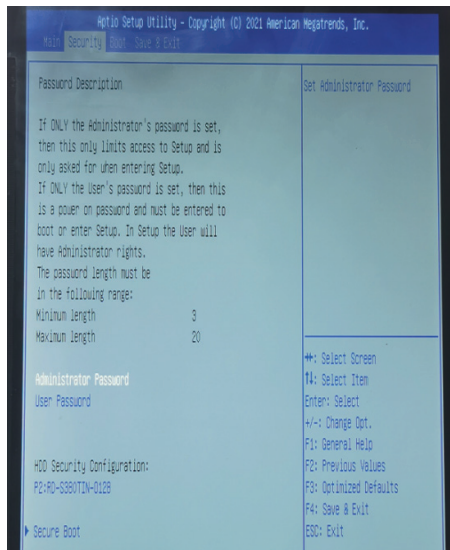 Aptio Setup Utility - Copyright (C) 2021 American Megatrends, Inc.
Main Security Boot Save & Exit
Password Description
If ONLY the Administrator's password is set,
then this only limits access to Setup and is
only asked for when entering Setup.
If ONLY the User's password is set, then this
is a power on password and must be entered to
boot or enter Setup. In Setup the User will
have Administrator rights.
The password length must be
in the following range:
Minimum length 3
Maximum length 20
Administrator Password
User Password
HDD Security Configuration:
P2:RD-S380TIN-012B
Secure Boot
Set Administrator Password
→←: Select Screen
↑↓: Select Item
Enter: Select
+/-: Change Opt.
F1: General Help
F2: Previous Values
F3: Optimized Defaults
F4: Save & Exit
ESC: Exit